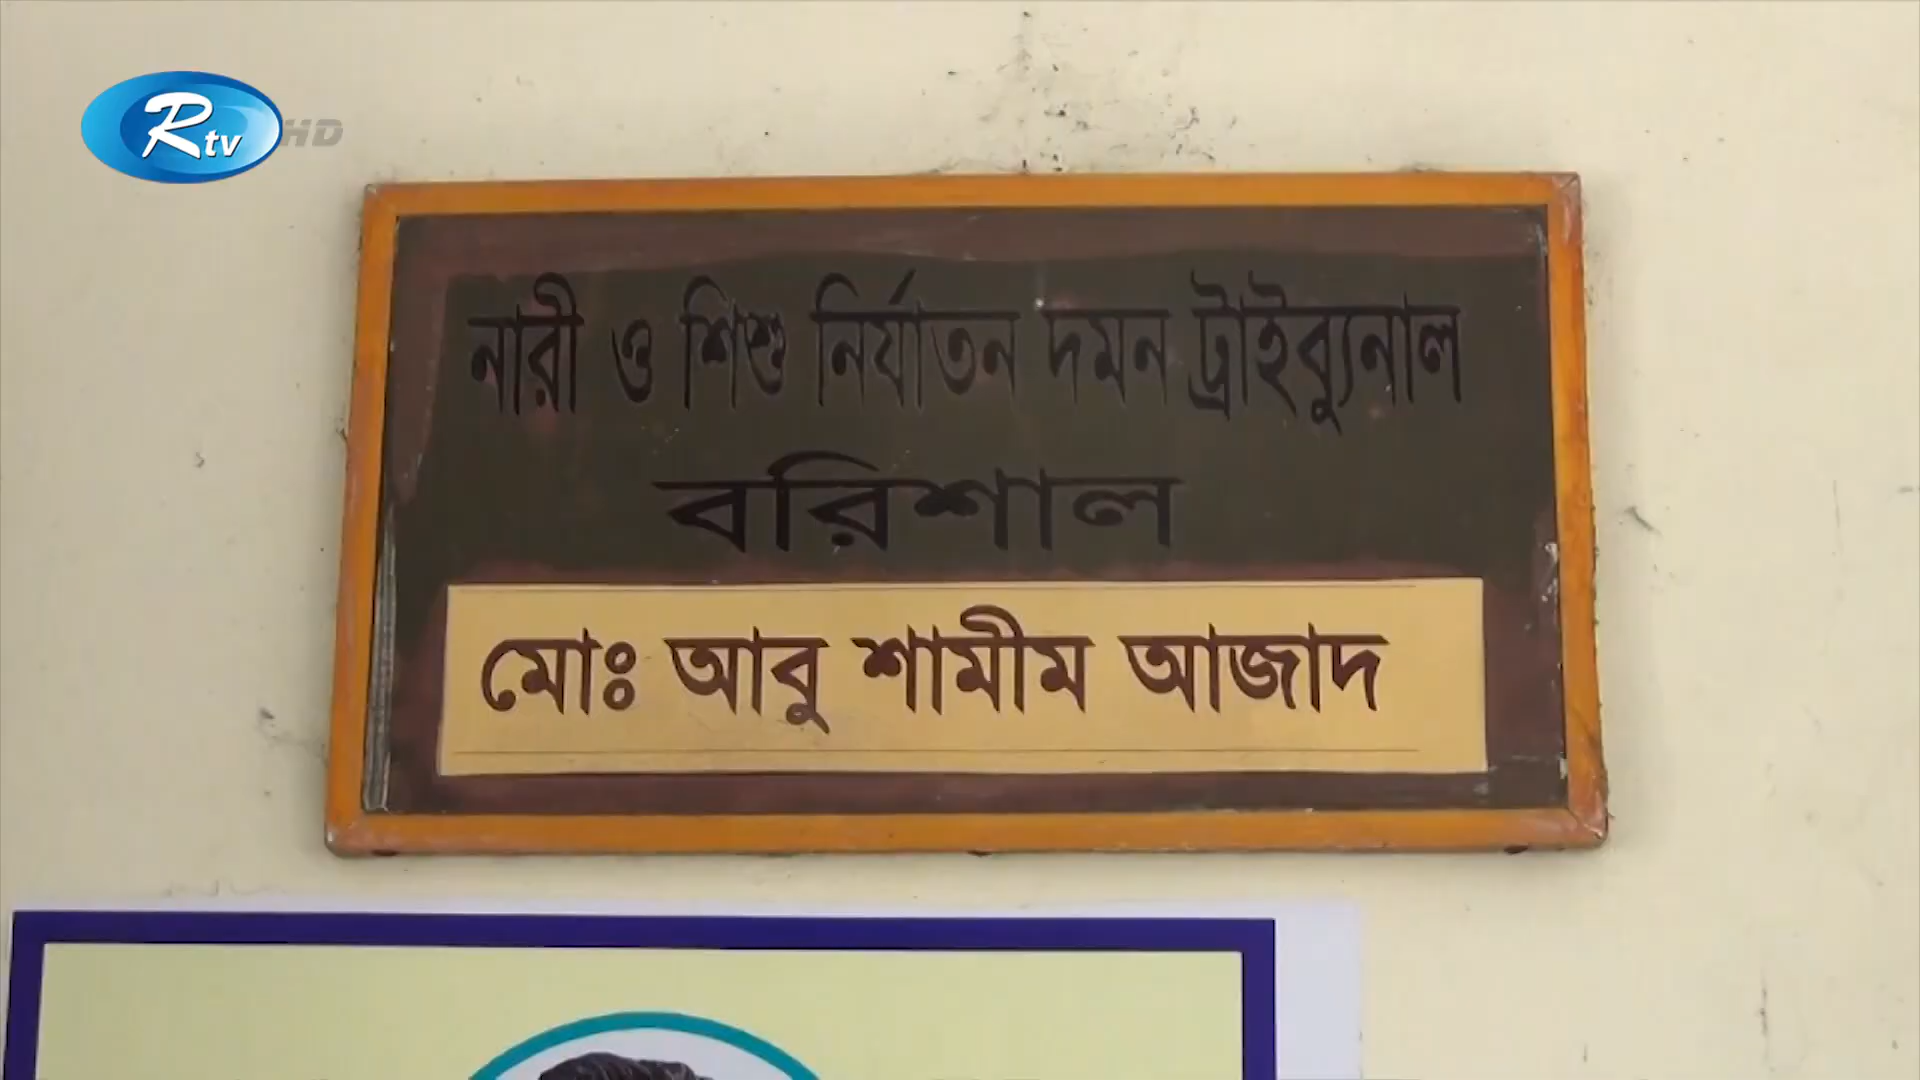 Rtv HD
নারী ও শিশু নির্যাতন দমন ট্রাইব্যুনাল
বরিশাল
মোঃ আবু শামীম আজাদ